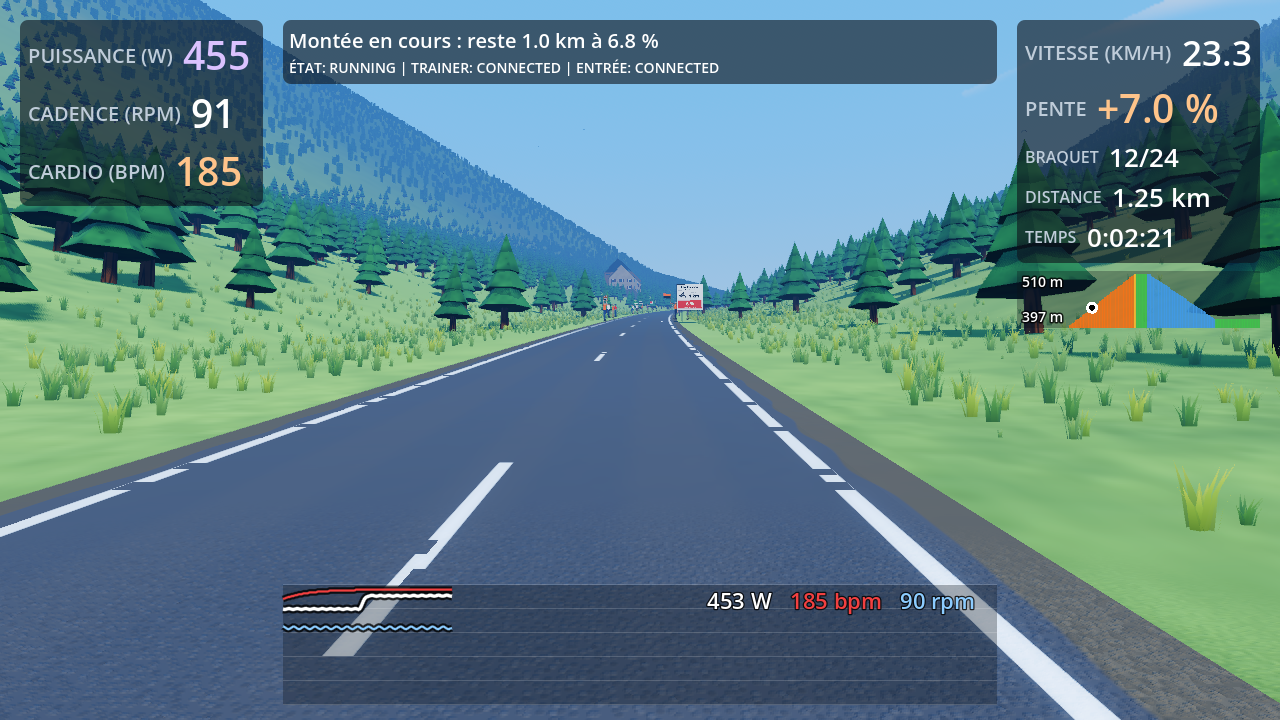 PUISSANCE (W) 455
CADENCE (RPM) 91
CARDIO (BPM) 185
Montée en cours : reste 1.0 km à 6.8 %
ÉTAT: RUNNING | TRAINER: CONNECTED | ENTRÉE: CONNECTED
VITESSE (KM/H) 23.3
PENTE +7.0 %
BRAQUET 12/24
DISTANCE 1.25 km
TEMPS 0:02:21
510 m
397 m
453 W 185 bpm 90 rpm